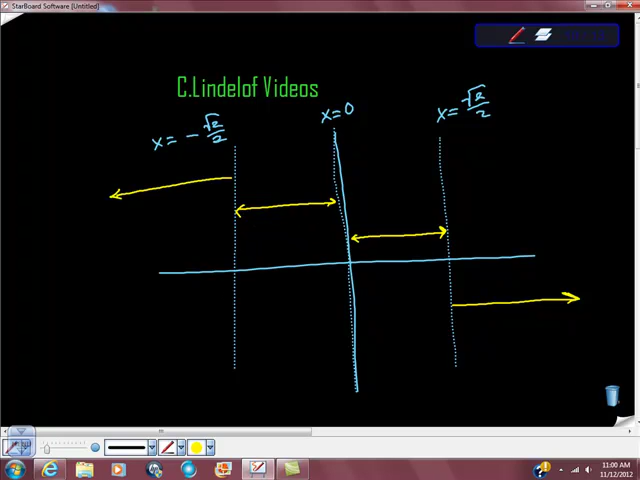 StarBoard Software [Untitled]
C.Lindelof Videos
x = - √2/2
x = 0
x = √2/2
11:00 AM
11/12/2012